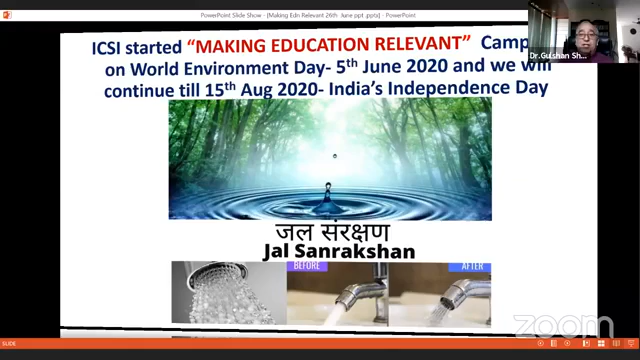 PowerPoint Slide Show - [Making Edn Relevant 26th June ppt .pptx] - PowerPoint
ICSI started “MAKING EDUCATION RELEVANT” Camp
on World Environment Day- 5th June 2020 and we will
continue till 15th Aug 2020- India’s Independence Day
Dr.Gulshan Sh...
जल संरक्षण
Jal Sanrakshan
BEFORE
AFTER
zoom
SLIDE